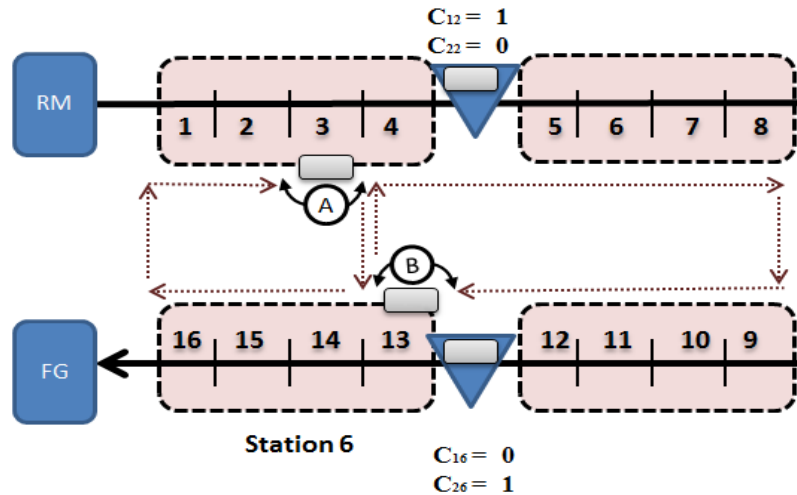 C₁₂ = 1
C₂₂ = 0
RM
1 2 3 4 5 6 7 8
A
B
16 15 14 13 12 11 10 9
FG
Station 6
C₁₆ = 0
C₂₆ = 1